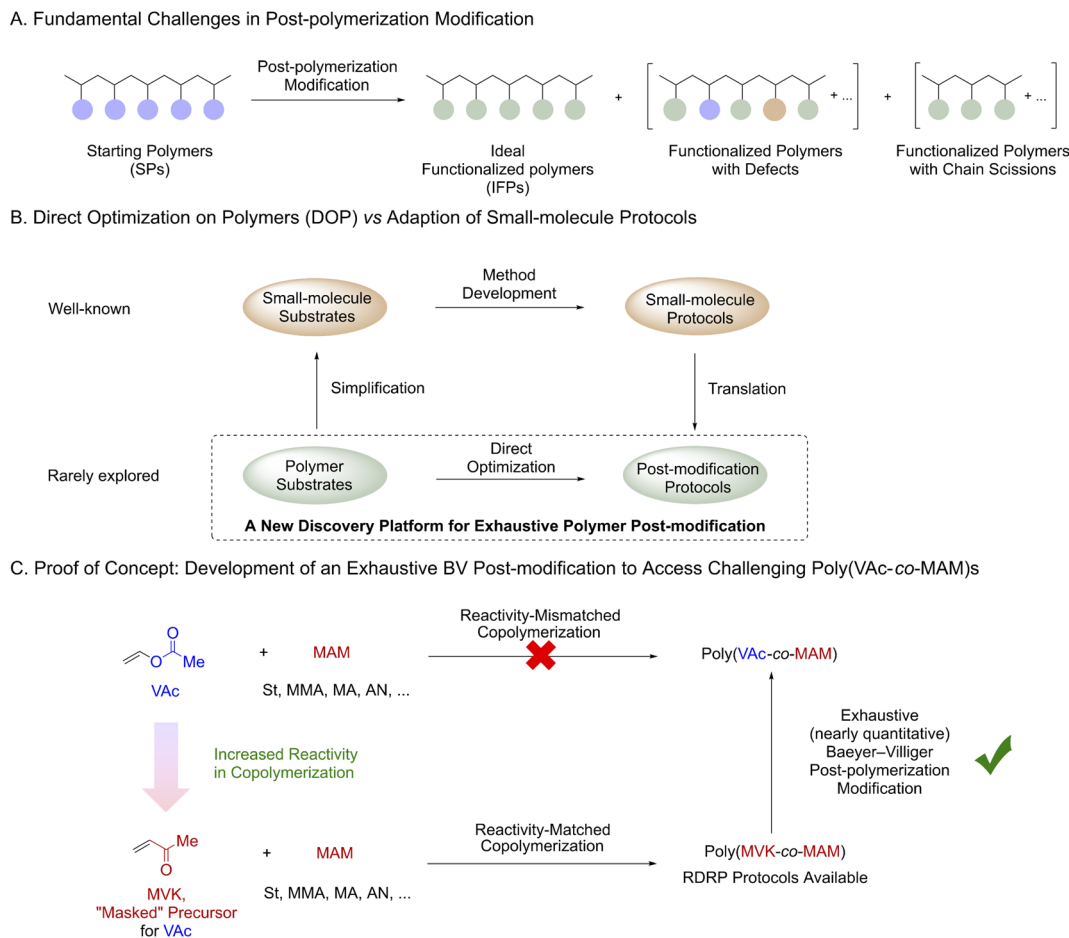 A. Fundamental Challenges in Post-polymerization Modification
Post-polymerization
Modification
+
+ ...
+
+ ...
Starting Polymers
(SPs)
Ideal
Functionalized polymers
(IFPs)
Functionalized Polymers
with Defects
Functionalized Polymers
with Chain Scissions
B. Direct Optimization on Polymers (DOP) vs Adaption of Small-molecule Protocols
Well-known
Small-molecule
Substrates
Method
Development
Small-molecule
Protocols
Simplification
Translation
Rarely explored
Polymer
Substrates
Direct
Optimization
Post-modification
Protocols
A New Discovery Platform for Exhaustive Polymer Post-modification
C. Proof of Concept: Development of an Exhaustive BV Post-modification to Access Challenging Poly(VAc-co-MAM)s
O
O
Me
VAc
+
MAM
St, MMA, MA, AN, ...
Reactivity-Mismatched
Copolymerization
Poly(VAc-co-MAM)
Increased Reactivity
in Copolymerization
Exhaustive
(nearly quantitative)
Baeyer–Villiger
Post-polymerization
Modification
Me
O
MVK,
"Masked" Precursor
for VAc
+
MAM
St, MMA, MA, AN, ...
Reactivity-Matched
Copolymerization
Poly(MVK-co-MAM)
RDRP Protocols Available